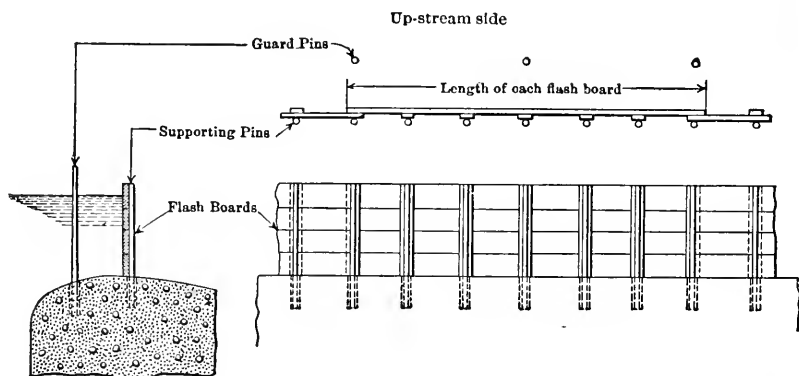 Up-stream side
Guard Pins
Length of each flash board
Supporting Pins
Flash Boards